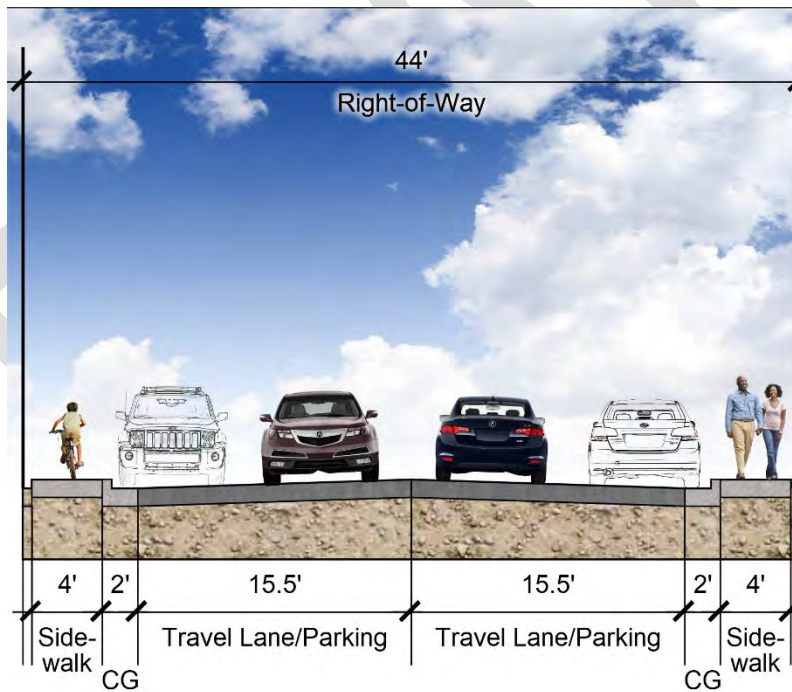 44'
Right-of-Way
4' 2' 15.5' 15.5' 2' 4'
Side-
walk
CG
Travel Lane/Parking
Travel Lane/Parking
CG
Side-
walk